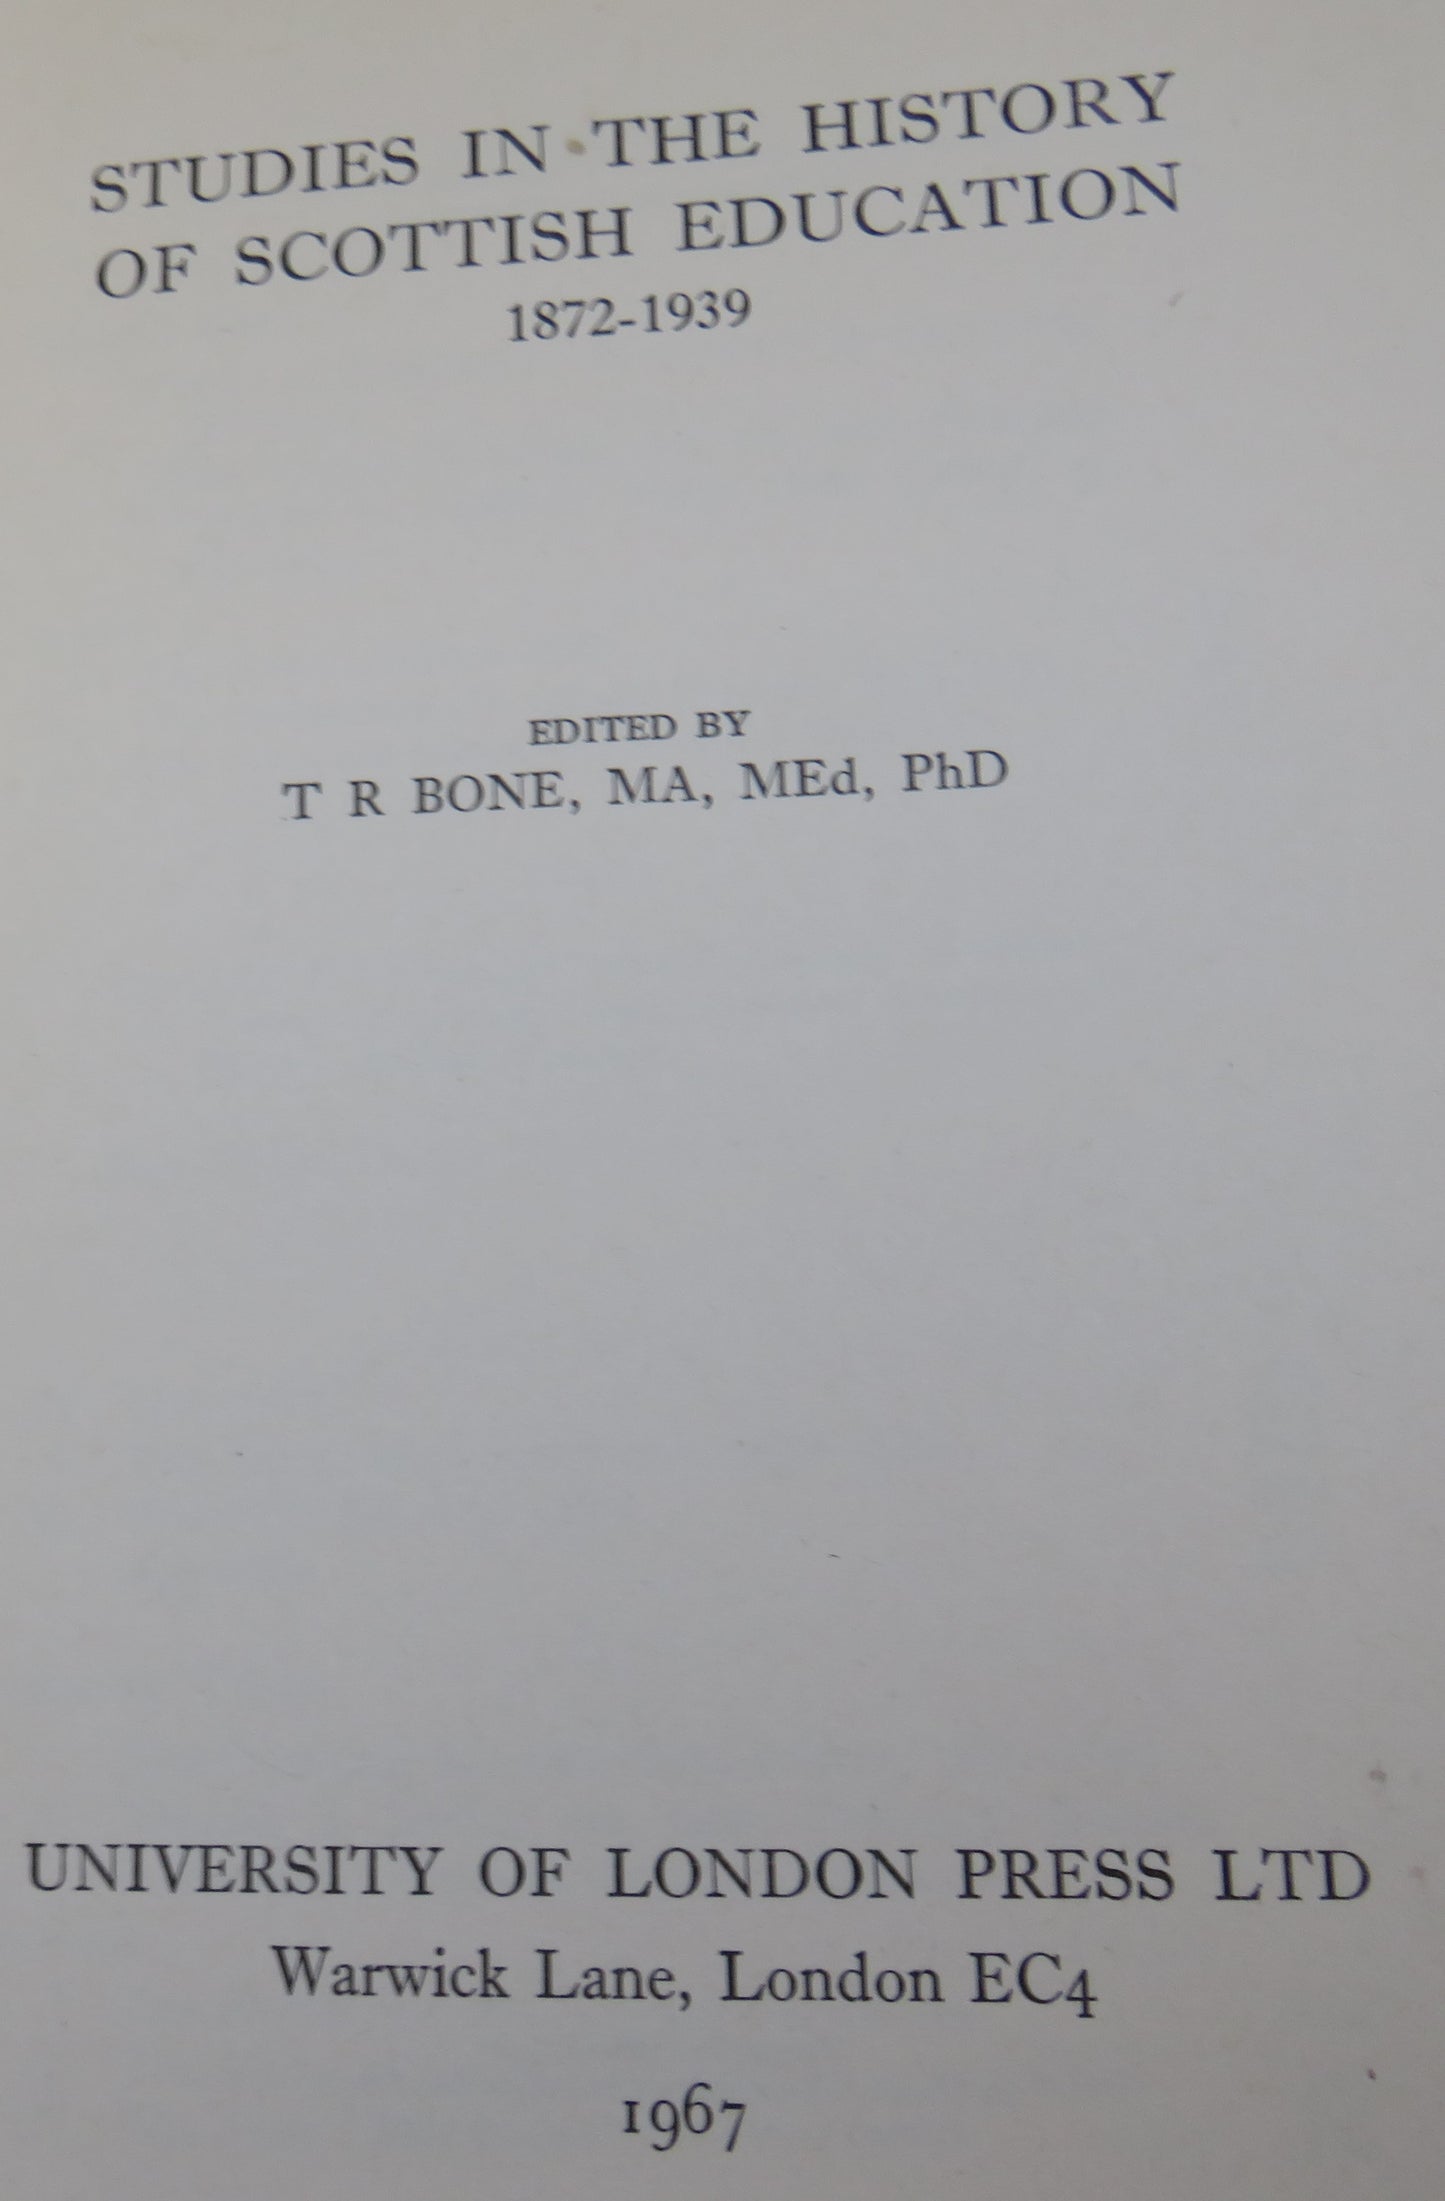 STUDIES IN THE HISTORY
OF SCOTTISH EDUCATION
1872-1939
EDITED BY
T R BONE, MA, MEd, PhD
UNIVERSITY OF LONDON PRESS LTD
Warwick Lane, London EC4
1967